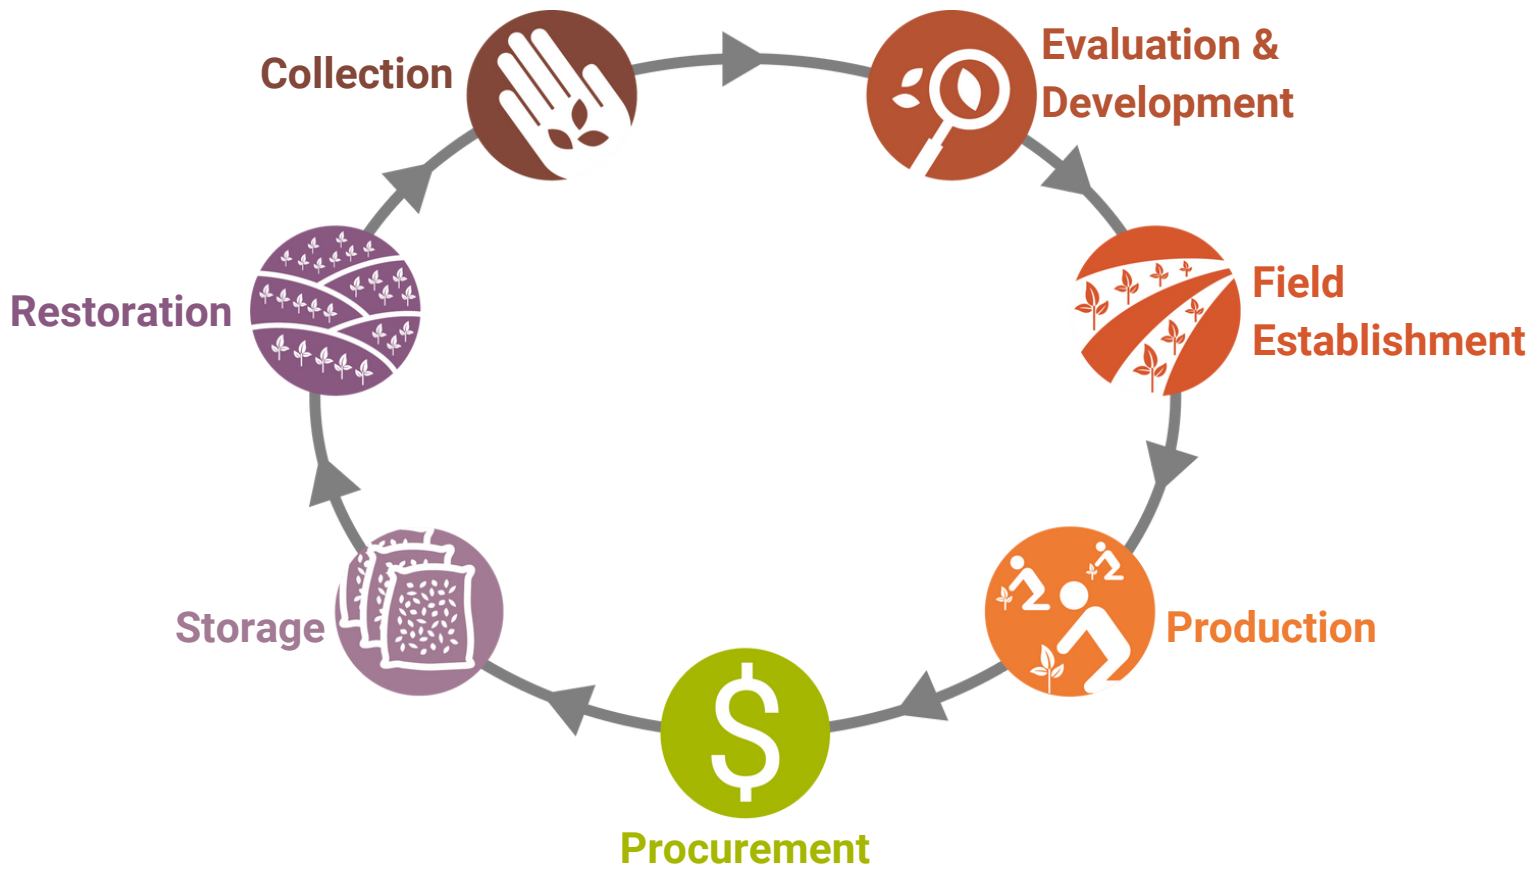 Collection
Evaluation &
Development
Field
Establishment
Production
Procurement
Storage
Restoration
$